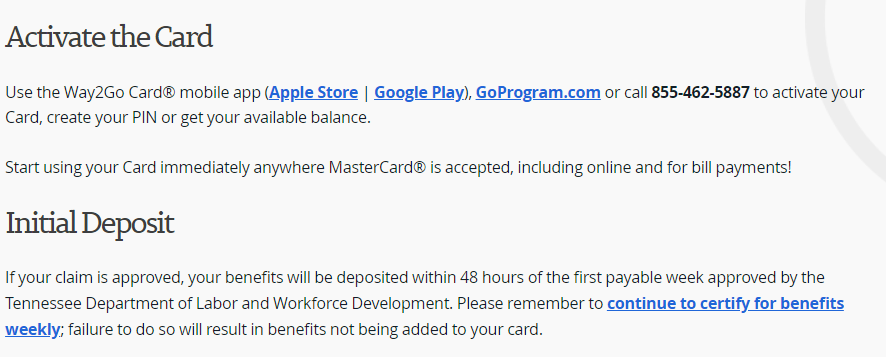 Activate the Card
Use the Way2Go Card® mobile app (Apple Store | Google Play), GoProgram.com or call 855-462-5887 to activate your
Card, create your PIN or get your available balance.
Start using your Card immediately anywhere MasterCard® is accepted, including online and for bill payments!
Initial Deposit
If your claim is approved, your benefits will be deposited within 48 hours of the first payable week approved by the
Tennessee Department of Labor and Workforce Development. Please remember to continue to certify for benefits
weekly; failure to do so will result in benefits not being added to your card.